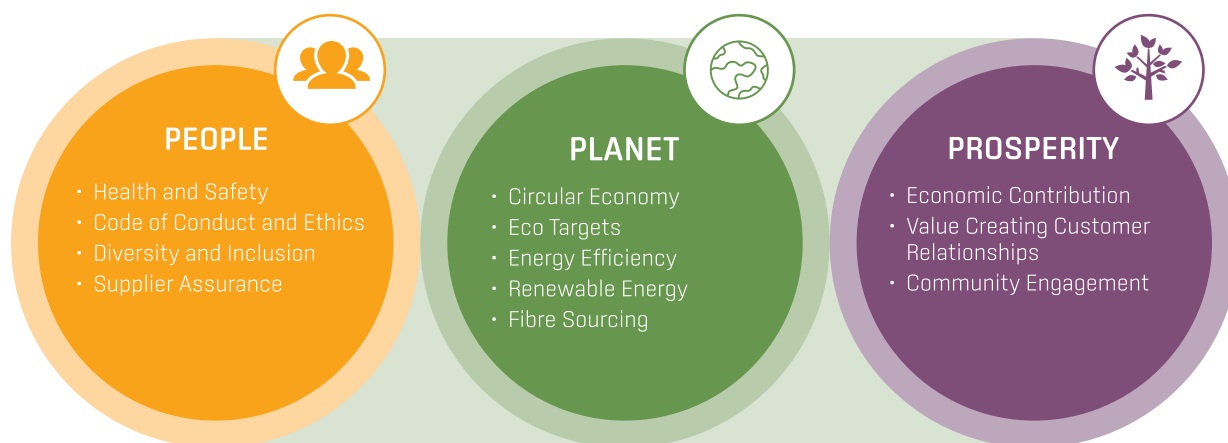 PEOPLE
• Health and Safety
• Code of Conduct and Ethics
• Diversity and Inclusion
• Supplier Assurance
PLANET
• Circular Economy
• Eco Targets
• Energy Efficiency
• Renewable Energy
• Fibre Sourcing
PROSPERITY
• Economic Contribution
• Value Creating Customer
Relationships
• Community Engagement